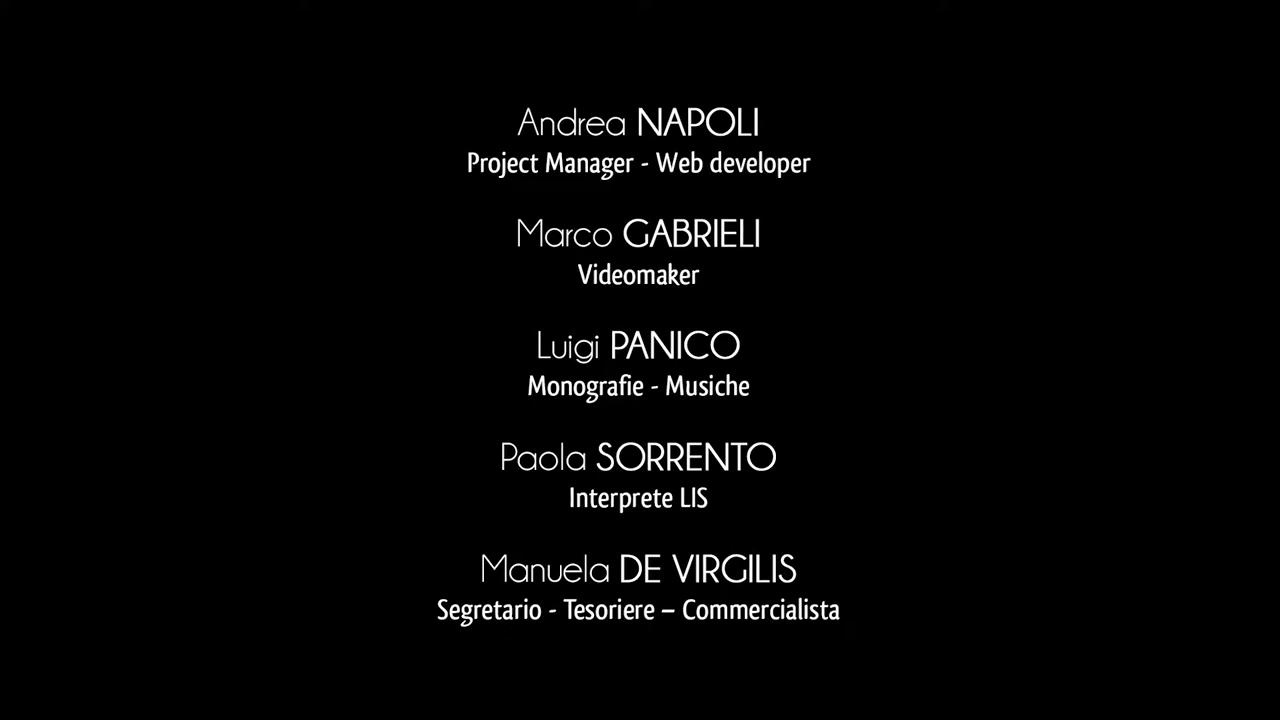 Andrea NAPOLI
Project Manager - Web developer
Marco GABRIELI
Videomaker
Luigi PANICO
Monografie - Musiche
Paola SORRENTO
Interprete LIS
Manuela DE VIRGILIS
Segretario - Tesoriere – Commercialista